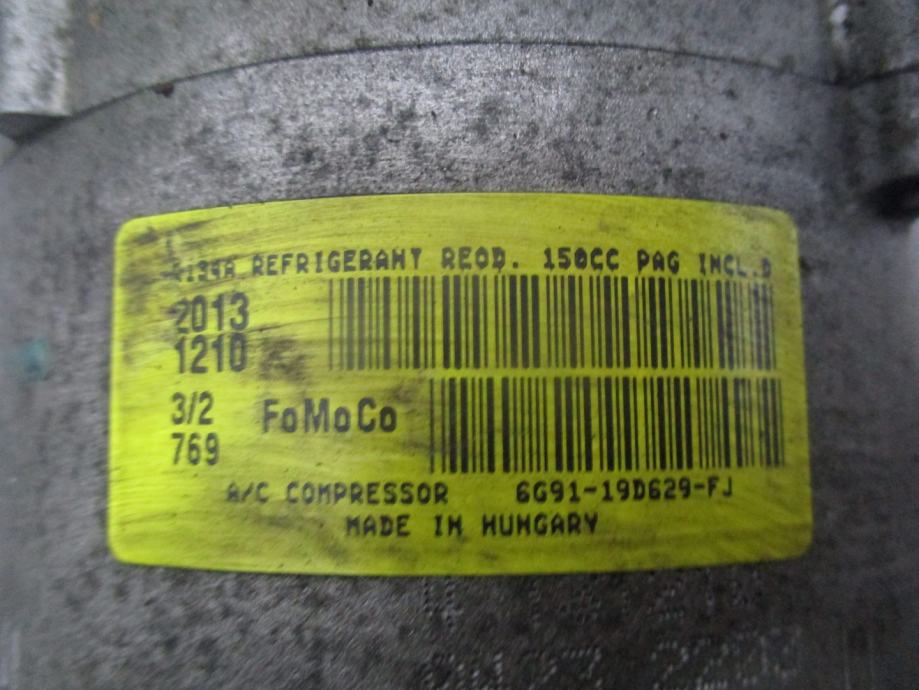 R134A REFRIGERANT REQD. 150CC PAG INCL.D
2013
1210
3/2
FoMoCo
769
A/C COMPRESSOR 6G91-19D629-FJ
MADE IN HUNGARY